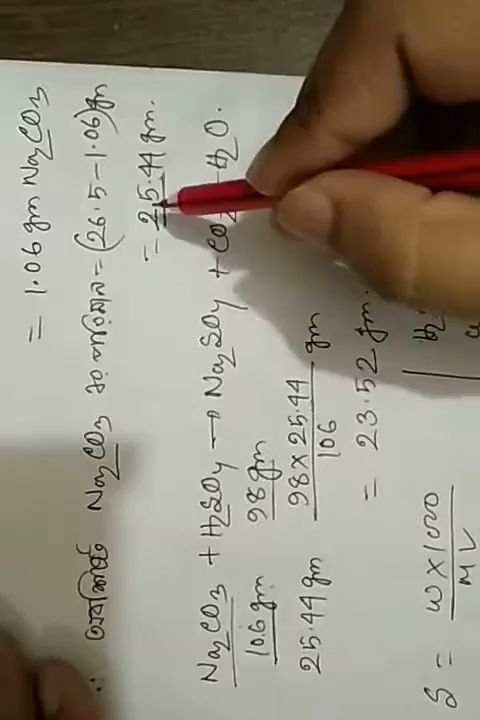 = 1.06 gm Na2CO3
∴ অবশিষ্ট Na2CO3 এর পরিমাণ = (26.5 − 1.06) gm
= 25.44 gm.
Na2CO3 + H2SO4 → Na2SO4 + CO2 H2O.
106 gm 98 gm
25.44 gm 98 × 25.44 / 106 gm
= 23.52 gm.
S = W × 1000 / MV
H2